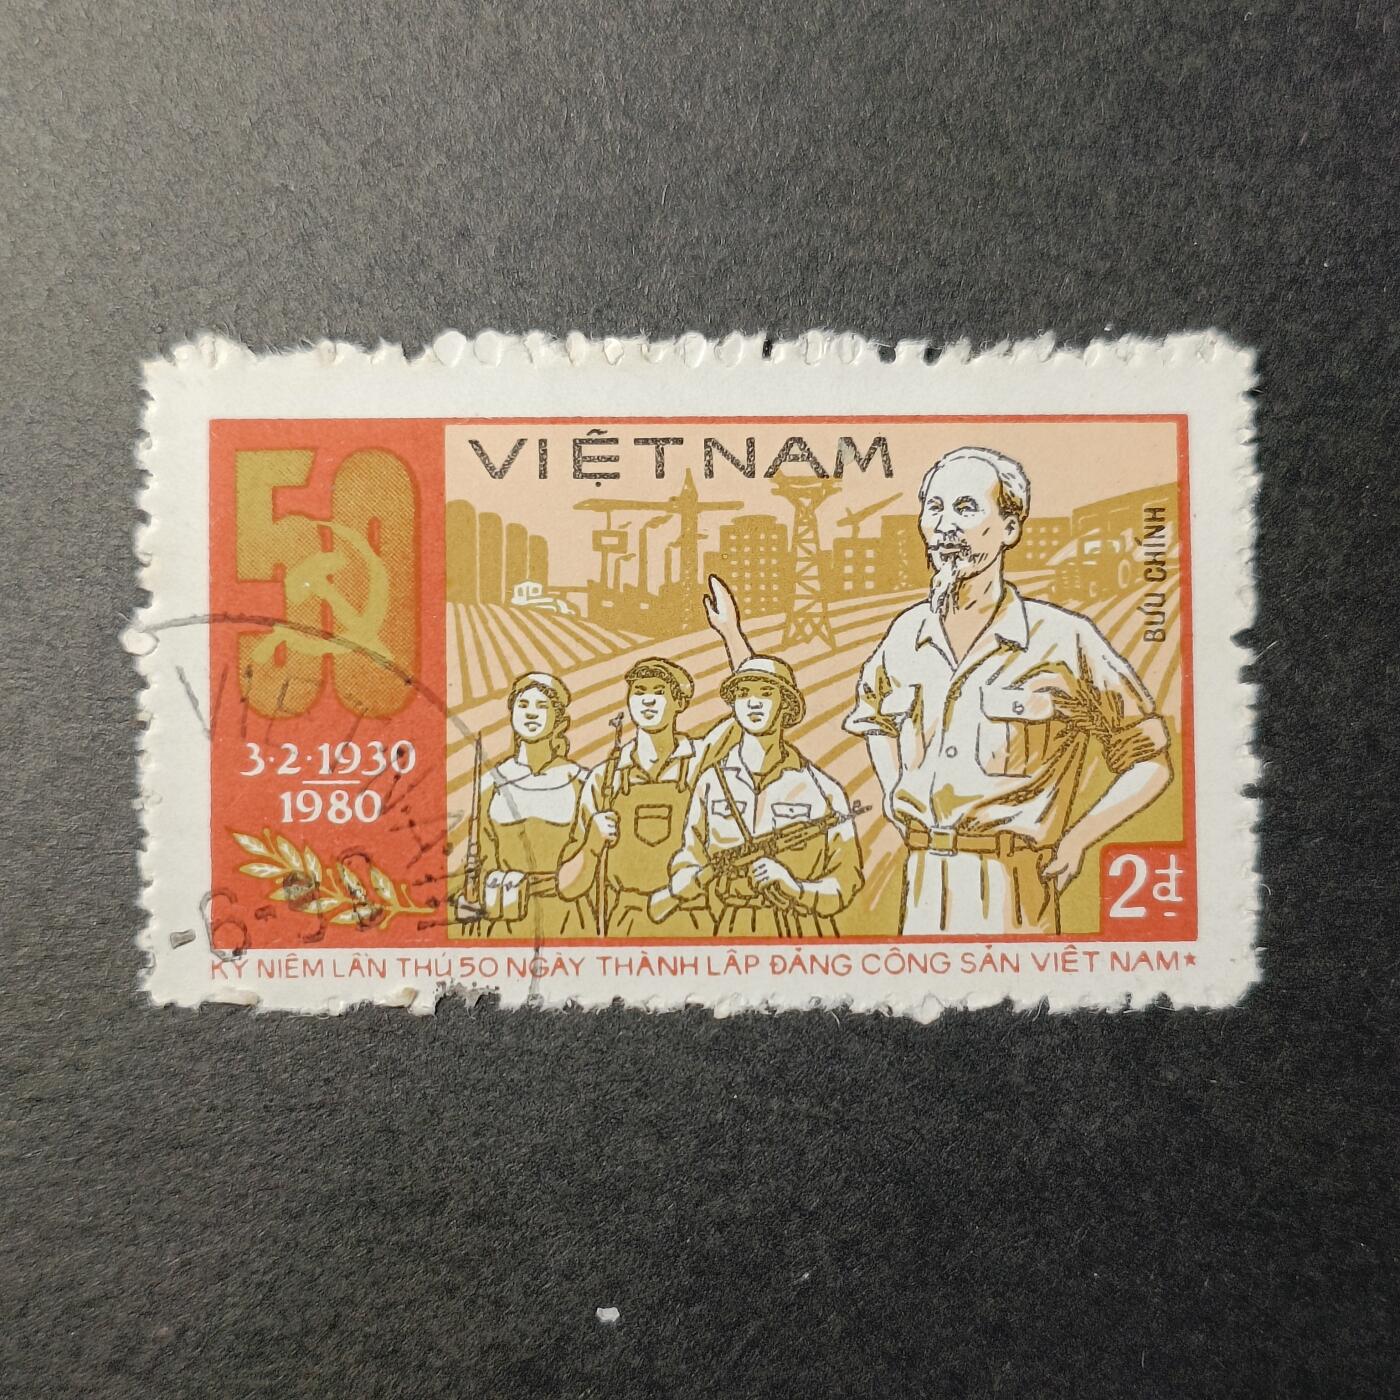 VIỆTNAM
50
3·2·1930
1980
BƯU CHÍNH
2đ
KỶ NIỆM LẦN THỨ 50 NGÀY THÀNH LẬP ĐẢNG CỘNG SẢN VIỆT NAM★